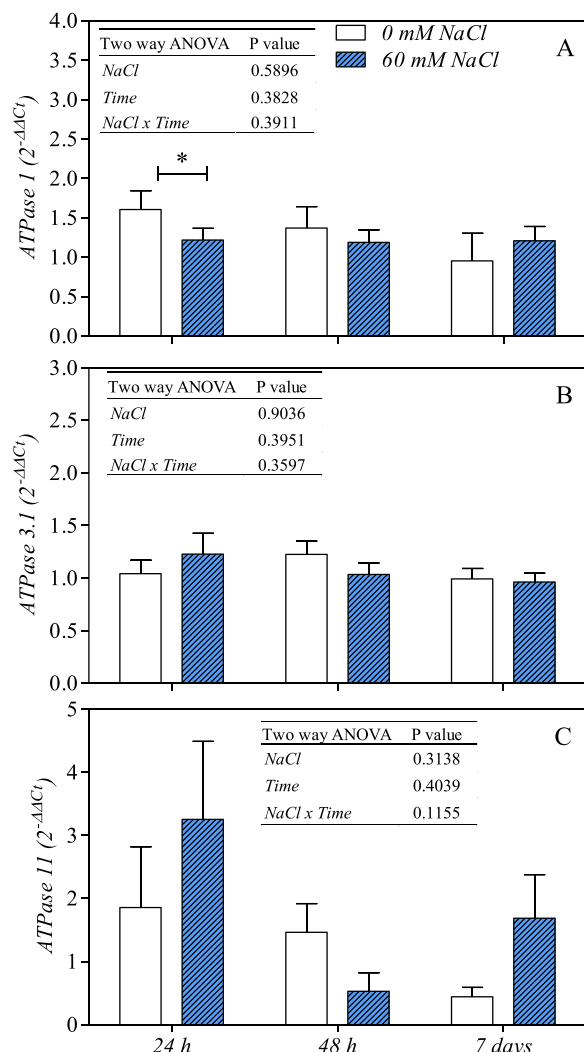 0 mM NaCl
60 mM NaCl
A
Two way ANOVA P value
NaCl 0.5896
Time 0.3828
NaCl x Time 0.3911
*
ATPase 1 (2^-ΔΔCt)
4.0
3.5
3.0
2.5
2.0
1.5
1.0
0.5
0.0
B
Two way ANOVA P value
NaCl 0.9036
Time 0.3951
NaCl x Time 0.3597
ATPase 3.1 (2^-ΔΔCt)
3.0
2.5
2.0
1.5
1.0
0.5
0.0
C
Two way ANOVA P value
NaCl 0.3138
Time 0.4039
NaCl x Time 0.1155
ATPase 11 (2^-ΔΔCt)
5
4
3
2
1
0
24 h 48 h 7 days